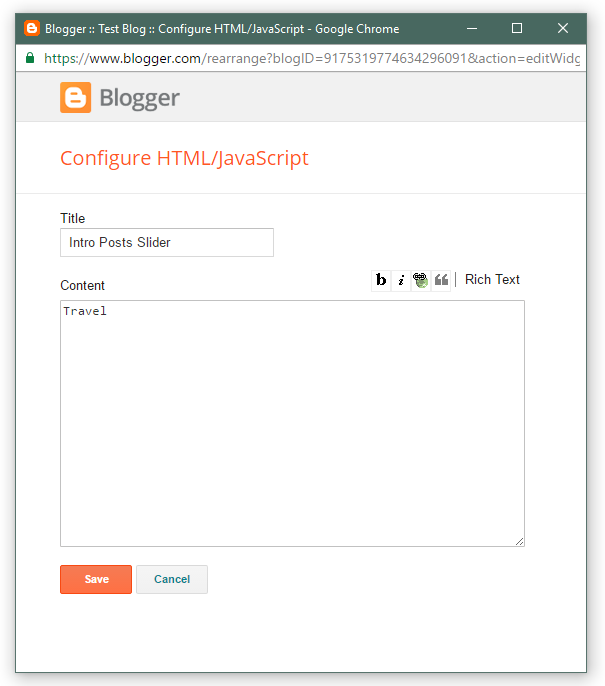 Blogger :: Test Blog :: Configure HTML/JavaScript - Google Chrome
https://www.blogger.com/rearrange?blogID=9175319774634296091&action=editWidg
Blogger
Configure HTML/JavaScript
Title
Intro Posts Slider
Content
b i | Rich Text
Travel
Save Cancel